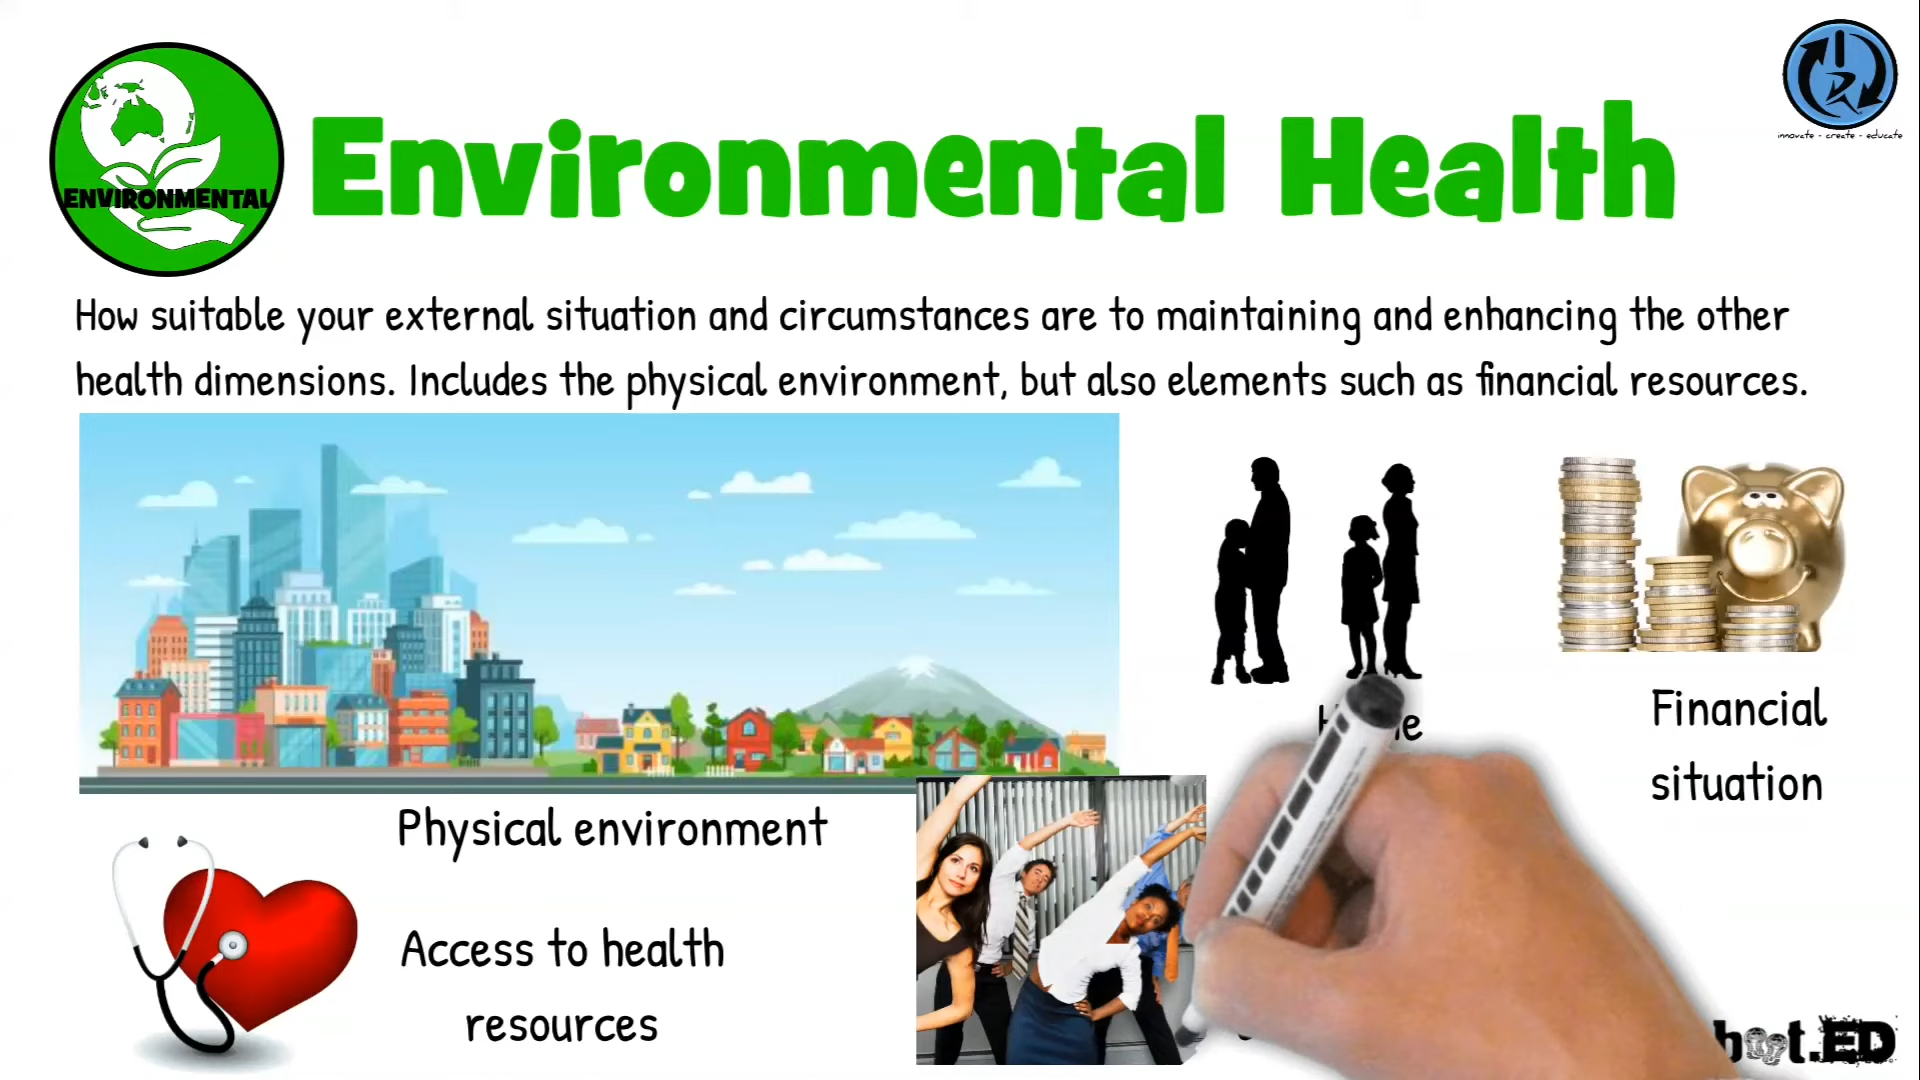 ENVIRONMENTAL
Environmental Health
innovate - create - educate
How suitable your external situation and circumstances are to maintaining and enhancing the other
health dimensions. Includes the physical environment, but also elements such as financial resources.
Financial
situation
Physical environment
Access to health
resources
t.ED